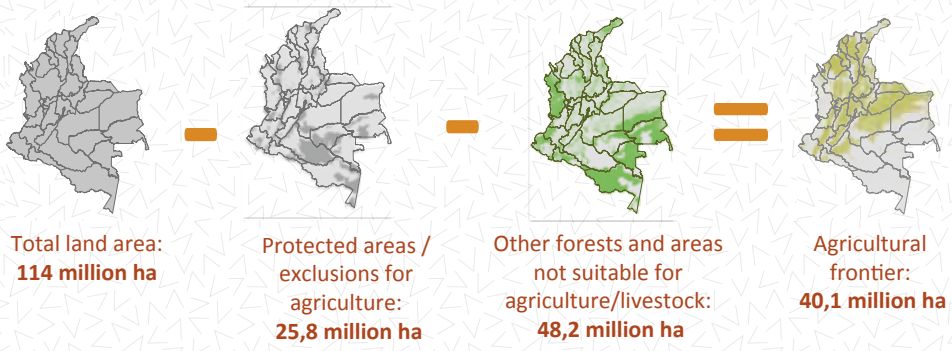 Total land area:
114 million ha
Protected areas /
exclusions for
agriculture:
25,8 million ha
Other forests and areas
not suitable for
agriculture/livestock:
48,2 million ha
Agricultural
frontier:
40,1 million ha